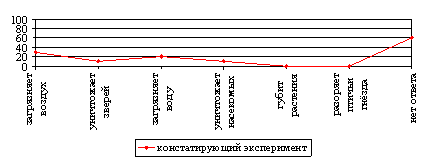 100
80
60
40
20
0
загрязняет
воздух
уничтожает
зверей
загрязняет
воду
уничтожает
насекомых
губит
растения
разоряет
птичьи
гнёзда
нет ответа
констатирующий эксперимент